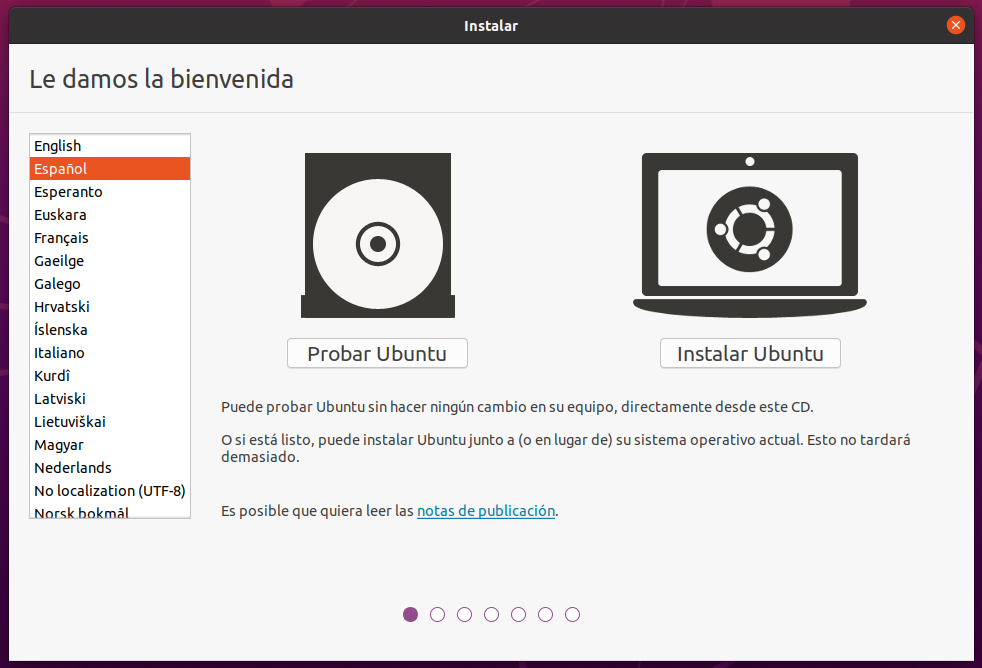 Instalar
Le damos la bienvenida
English
Español
Esperanto
Euskara
Français
Gaeilge
Galego
Hrvatski
Íslenska
Italiano
Kurdî
Latviski
Lietuviškai
Magyar
Nederlands
No localization (UTF-8)
Norsk bokmål
Probar Ubuntu
Instalar Ubuntu
Puede probar Ubuntu sin hacer ningún cambio en su equipo, directamente desde este CD.
O si está listo, puede instalar Ubuntu junto a (o en lugar de) su sistema operativo actual. Esto no tardará
demasiado.
Es posible que quiera leer las notas de publicación.